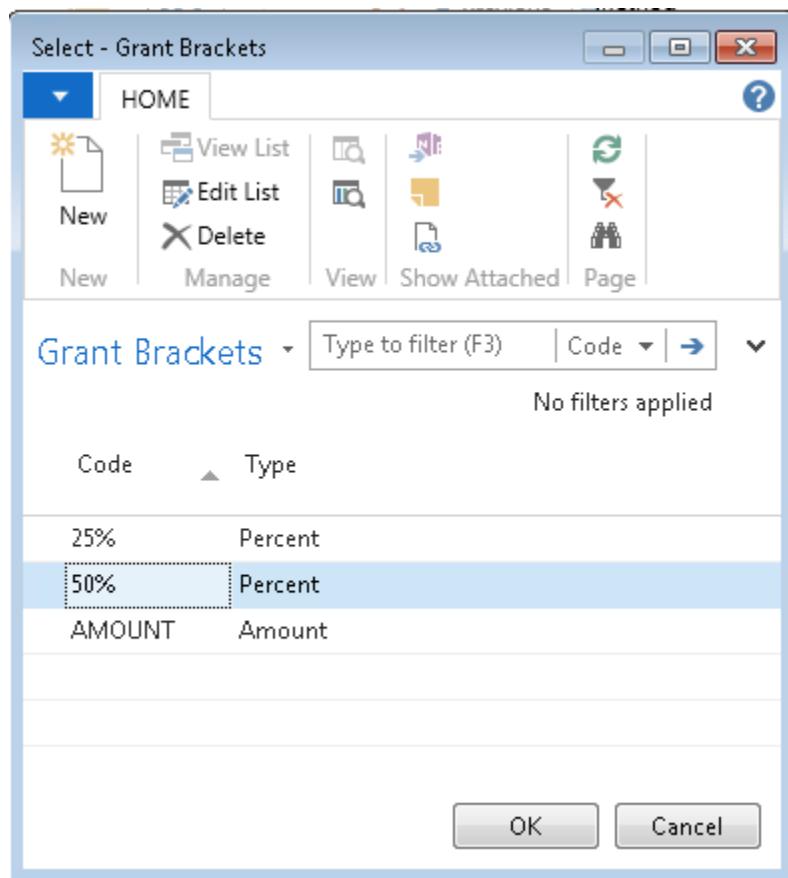 Select - Grant Brackets
HOME
New
View List
Edit List
Delete
New
Manage
View
Show Attached
Page
Grant Brackets
Type to filter (F3)
Code
No filters applied
Code
Type
25%
Percent
50%
Percent
AMOUNT
Amount
OK
Cancel